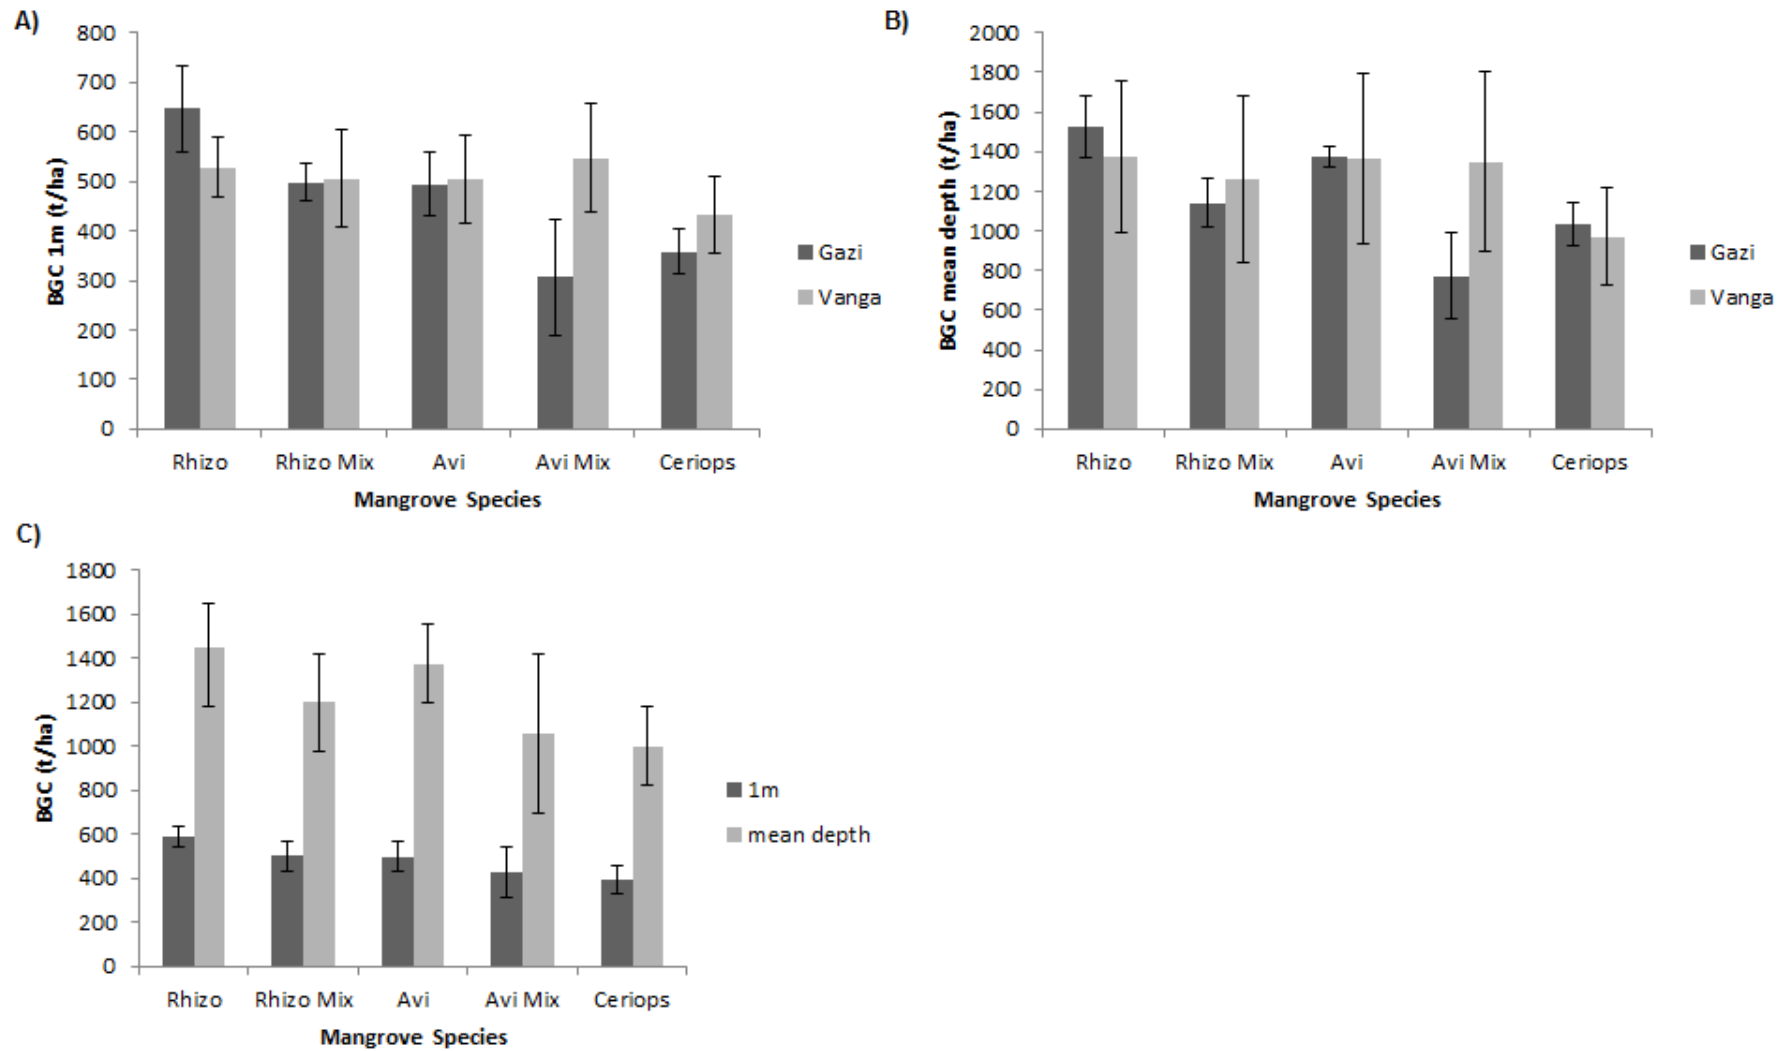 A)
BGC 1m (t/ha)
800
700
600
500
400
300
200
100
0
Rhizo Rhizo Mix Avi Avi Mix Ceriops
Mangrove Species
Gazi
Vanga
B)
BGC mean depth (t/ha)
2000
1800
1600
1400
1200
1000
800
600
400
200
0
Rhizo Rhizo Mix Avi Avi Mix Ceriops
Mangrove Species
Gazi
Vanga
C)
BGC (t/ha)
1800
1600
1400
1200
1000
800
600
400
200
0
Rhizo Rhizo Mix Avi Avi Mix Ceriops
Mangrove Species
1m
mean depth